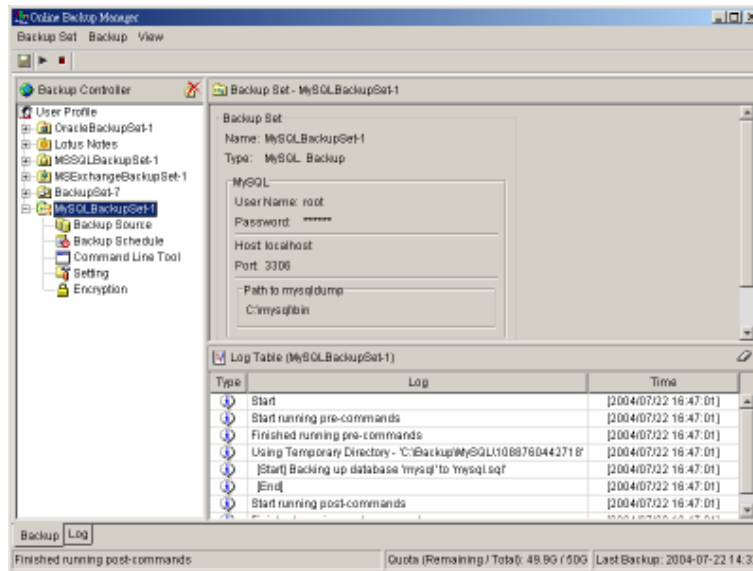 Online Backup Manager
Backup Set Backup View
Backup Controller
User Profile
OracleBackupSet-1
Lotus Notes
MSSQLBackupSet-1
MSExchangeBackupSet-1
BackupSet-7
MySQLBackupSet-1
Backup Source
Backup Schedule
Command Line Tool
Setting
Encryption
Backup Set - MySQLBackupSet-1
Backup Set
Name: MySQLBackupSet-1
Type: MySQL Backup
MySQL
User Name: root
Password: ******
Host localhost
Port 3306
Path to mysqldump
C:\mysql\bin
Log Table (MySQLBackupSet-1)
Type Log Time
Start [2004/07/22 16:47:01]
Start running pre-commands [2004/07/22 16:47:01]
Finished running pre-commands [2004/07/22 16:47:01]
Using Temporary Directory - 'C:\Backup\MySQL\1088760442718' [2004/07/22 16:47:01]
[Start] Backing up database 'mysql' to 'mysql.sql' [2004/07/22 16:47:01]
[End] [2004/07/22 16:47:01]
Start running post-commands [2004/07/22 16:47:01]
Backup Log
Finished running post-commands
Quota (Remaining / Total): 49.9G / 50G
Last Backup: 2004-07-22 14:3